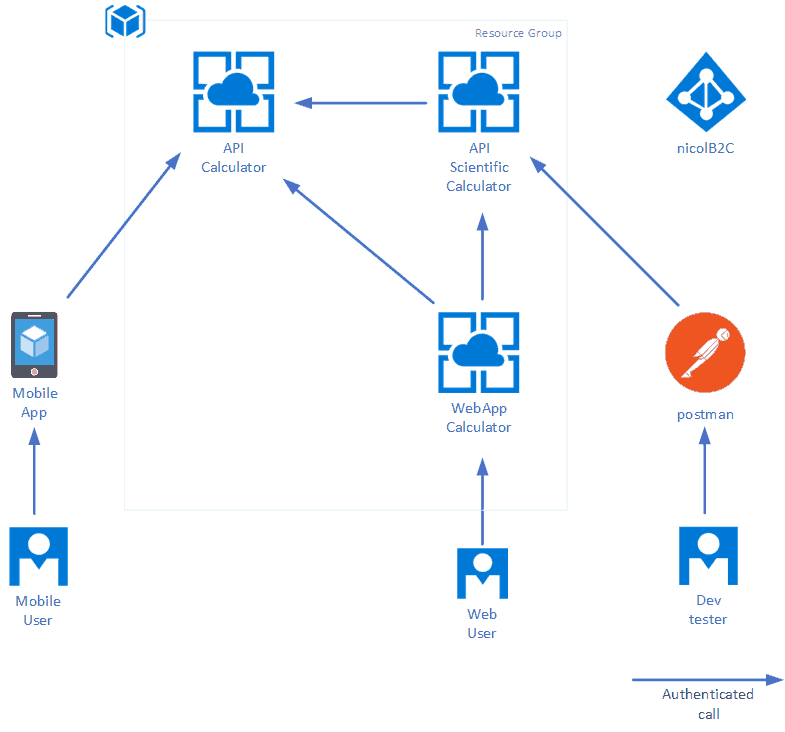 Resource Group
API
Calculator
API
Scientific
Calculator
nicolB2C
Mobile
App
WebApp
Calculator
postman
Mobile
User
Web
User
Dev
tester
Authenticated
call